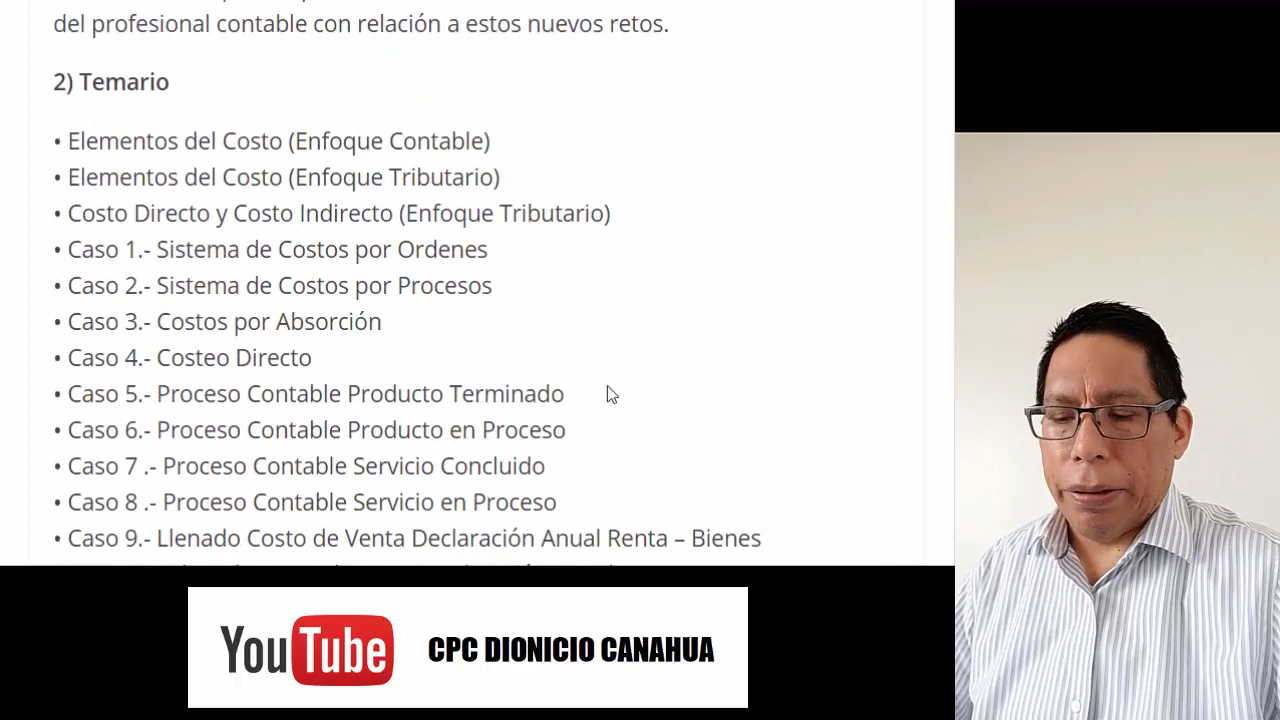 del profesional contable con relación a estos nuevos retos.
2) Temario
• Elementos del Costo (Enfoque Contable)
• Elementos del Costo (Enfoque Tributario)
• Costo Directo y Costo Indirecto (Enfoque Tributario)
• Caso 1.- Sistema de Costos por Ordenes
• Caso 2.- Sistema de Costos por Procesos
• Caso 3.- Costos por Absorción
• Caso 4.- Costeo Directo
• Caso 5.- Proceso Contable Producto Terminado
• Caso 6.- Proceso Contable Producto en Proceso
• Caso 7 .- Proceso Contable Servicio Concluido
• Caso 8 .- Proceso Contable Servicio en Proceso
• Caso 9.- Llenado Costo de Venta Declaración Anual Renta – Bienes
YouTube CPC DIONICIO CANAHUA